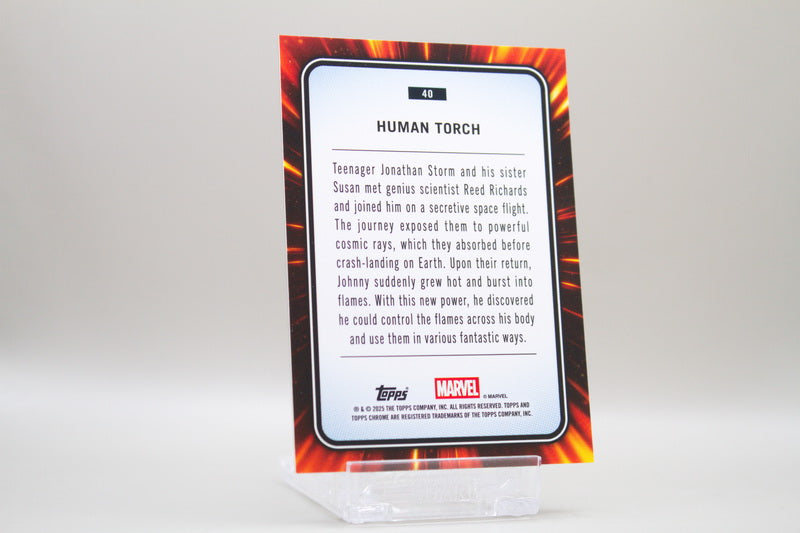 40
HUMAN TORCH
Teenager Jonathan Storm and his sister
Susan met genius scientist Reed Richards
and joined him on a secretive space flight.
The journey exposed them to powerful
cosmic rays, which they absorbed before
crash-landing on Earth. Upon their return,
Johnny suddenly grew hot and burst into
flames. With this new power, he discovered
he could control the flames across his body
and use them in various fantastic ways.
Topps MARVEL © MARVEL
® & © 2025 THE TOPPS COMPANY, INC. ALL RIGHTS RESERVED. TOPPS AND
TOPPS CHROME ARE REGISTERED TRADEMARKS OF THE TOPPS COMPANY, INC.